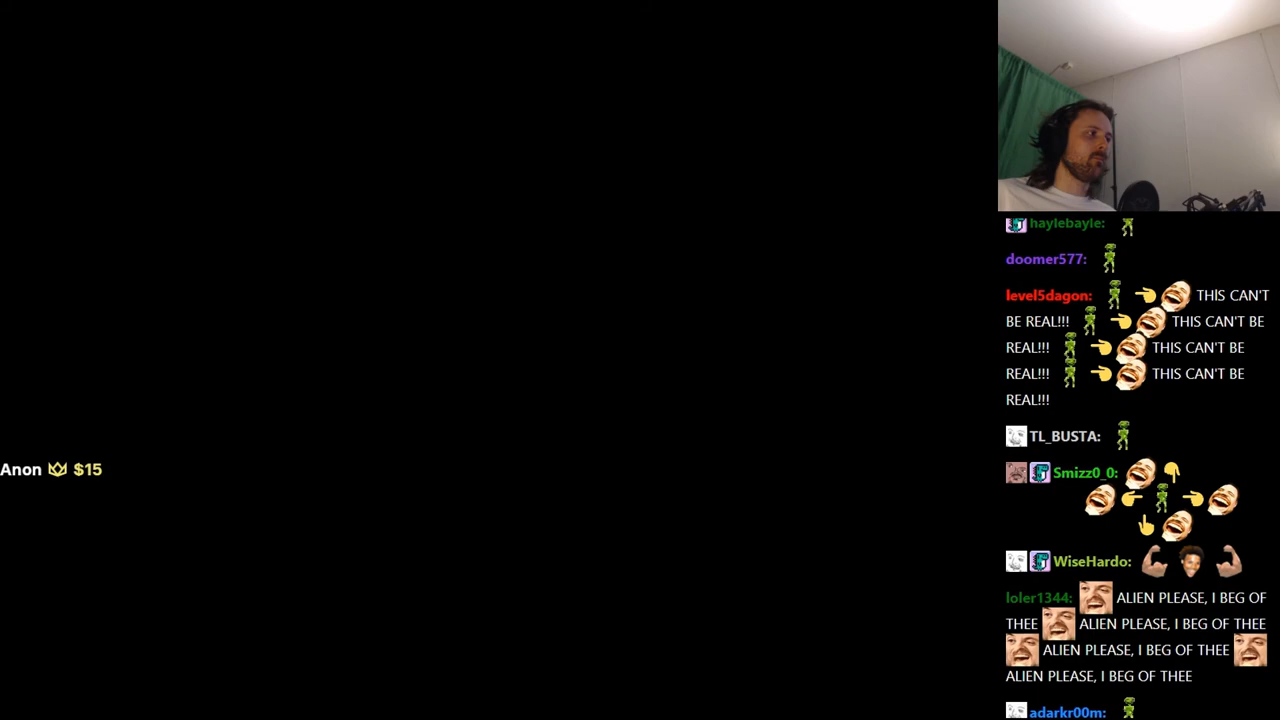 haylebayle:
doomer577:
level5dagon: THIS CAN'T
BE REAL!!! THIS CAN'T BE
REAL!!! THIS CAN'T BE
REAL!!! THIS CAN'T BE
REAL!!!
TL_BUSTA:
Anon $15
Smizz0_0:
WiseHardo:
loler1344: ALIEN PLEASE, I BEG OF
THEE ALIEN PLEASE, I BEG OF THEE
ALIEN PLEASE, I BEG OF THEE
ALIEN PLEASE, I BEG OF THEE
adarkr00m: